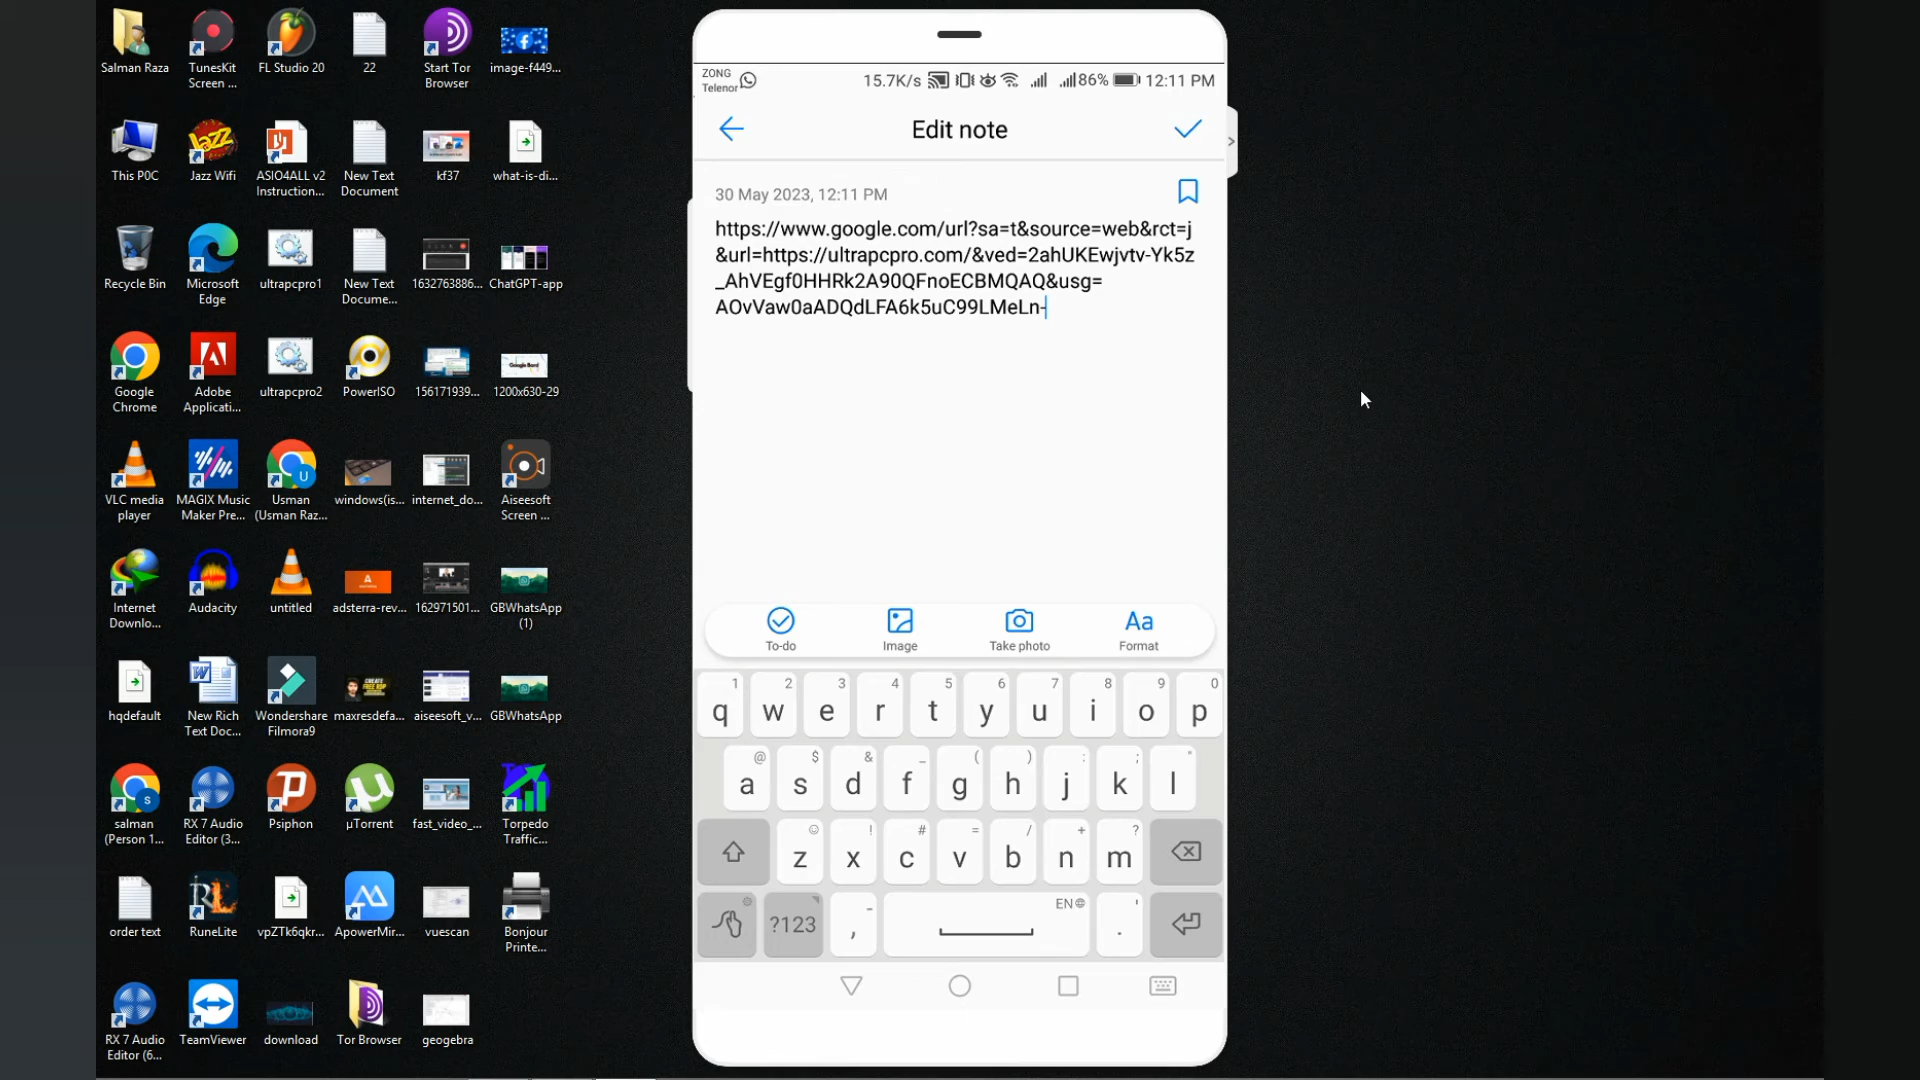 Salman Raza
TunesKit
Screen ...
FL Studio 20
22
Start Tor
Browser
image-f449...
This P0C
Jazz Wifi
ASIO4ALL v2
Instruction...
New Text
Document
kf37
what-is-di...
Recycle Bin
Microsoft
Edge
ultrapcpro1
New Text
Docume...
1632763886...
ChatGPT-app
Google
Chrome
Adobe
Applicati...
ultrapcpro2
PowerISO
156171939...
1200x630-29
VLC media
player
MAGIX Music
Maker Pre...
Usman
(Usman Raz...
windows(is...
internet_do...
Aiseesoft
Screen ...
Internet
Downlo...
Audacity
untitled
adsterra-rev...
162971501...
GBWhatsApp
(1)
hqdefault
New Rich
Text Doc...
Wondershare
Filmora9
maxresdefa...
aiseesoft_v...
GBWhatsApp
salman
(Person 1...
RX 7 Audio
Editor (3...
Psiphon
µTorrent
fast_video_...
Torpedo
Traffic...
order text
RuneLite
vpZTk6qkr...
ApowerMir...
vuescan
Bonjour
Printe...
RX 7 Audio
Editor (6...
TeamViewer
download
Tor Browser
geogebra
ZONG
Telenor
15.7K/s 86% 12:11 PM
Edit note
30 May 2023, 12:11 PM
https://www.google.com/url?sa=t&source=web&rct=j
&url=https://ultrapcpro.com/&ved=2ahUKEwjvtv-Yk5z
_AhVEgf0HHRk2A90QFnoECBMQAQ&usg=
AOvVaw0aADQdLFA6k5uC99LMeLn-
Aa
To-do Image Take photo Format
1 2 3 4 5 6 7 8 9 0
q w e r t y u i o p
@ $ & _ ( ) : ; "
a s d f g h j k l
! # = / + ?
z x c v b n m
EN
?123 , .